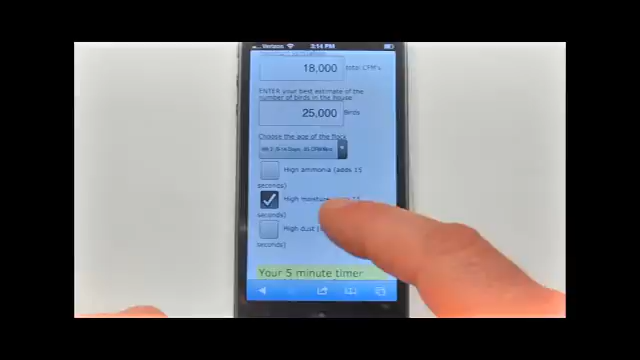 Verizon 3:14 PM
18,000 total CFM's
ENTER your best estimate of the
number of birds in the house
25,000 Birds
Choose the age of the flock
High ammonia (adds 15
seconds)
High moisture
seconds)
High dust
seconds)
Your 5 minute timer